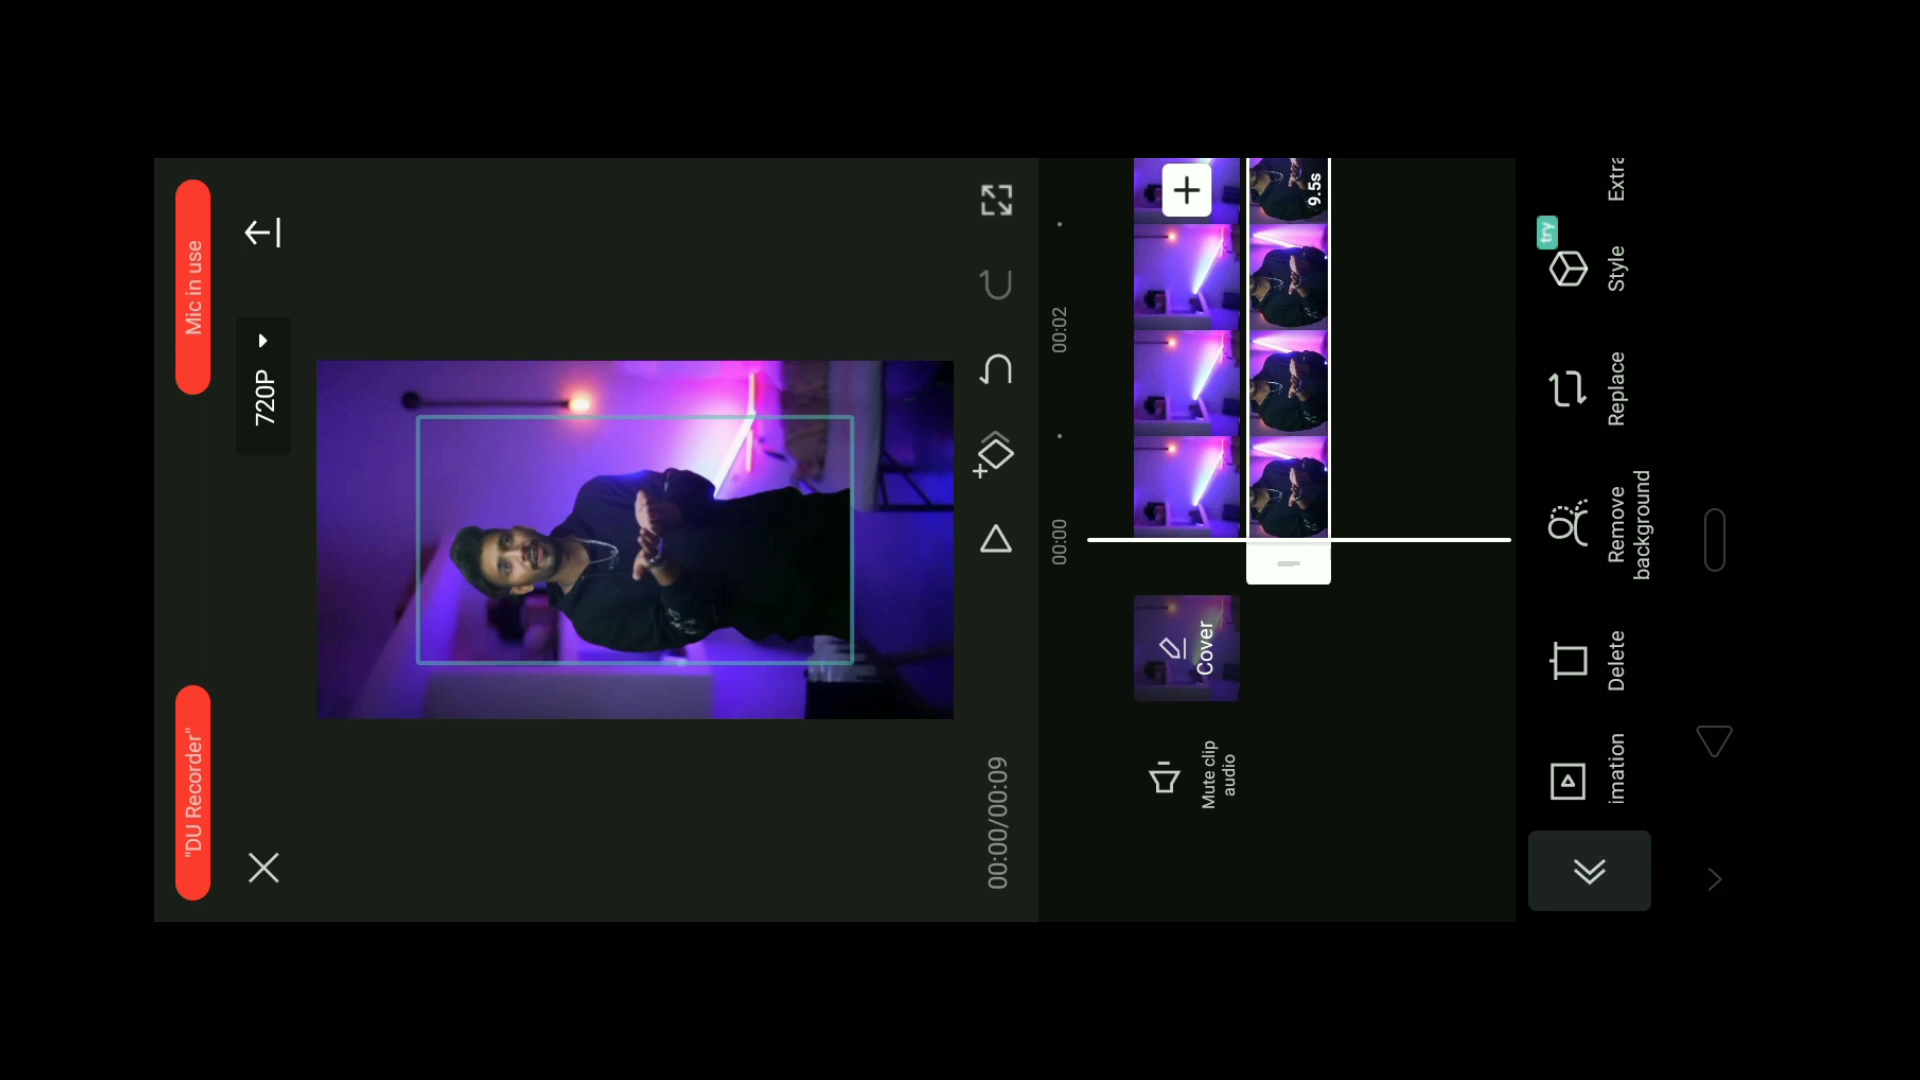 "DU Recorder"
Mic in use
720P
00:00/00:09
00:00
00:02
Mute clip
audio
Cover
9.5s
imation
Delete
Remove
background
Replace
try
Style
Extra